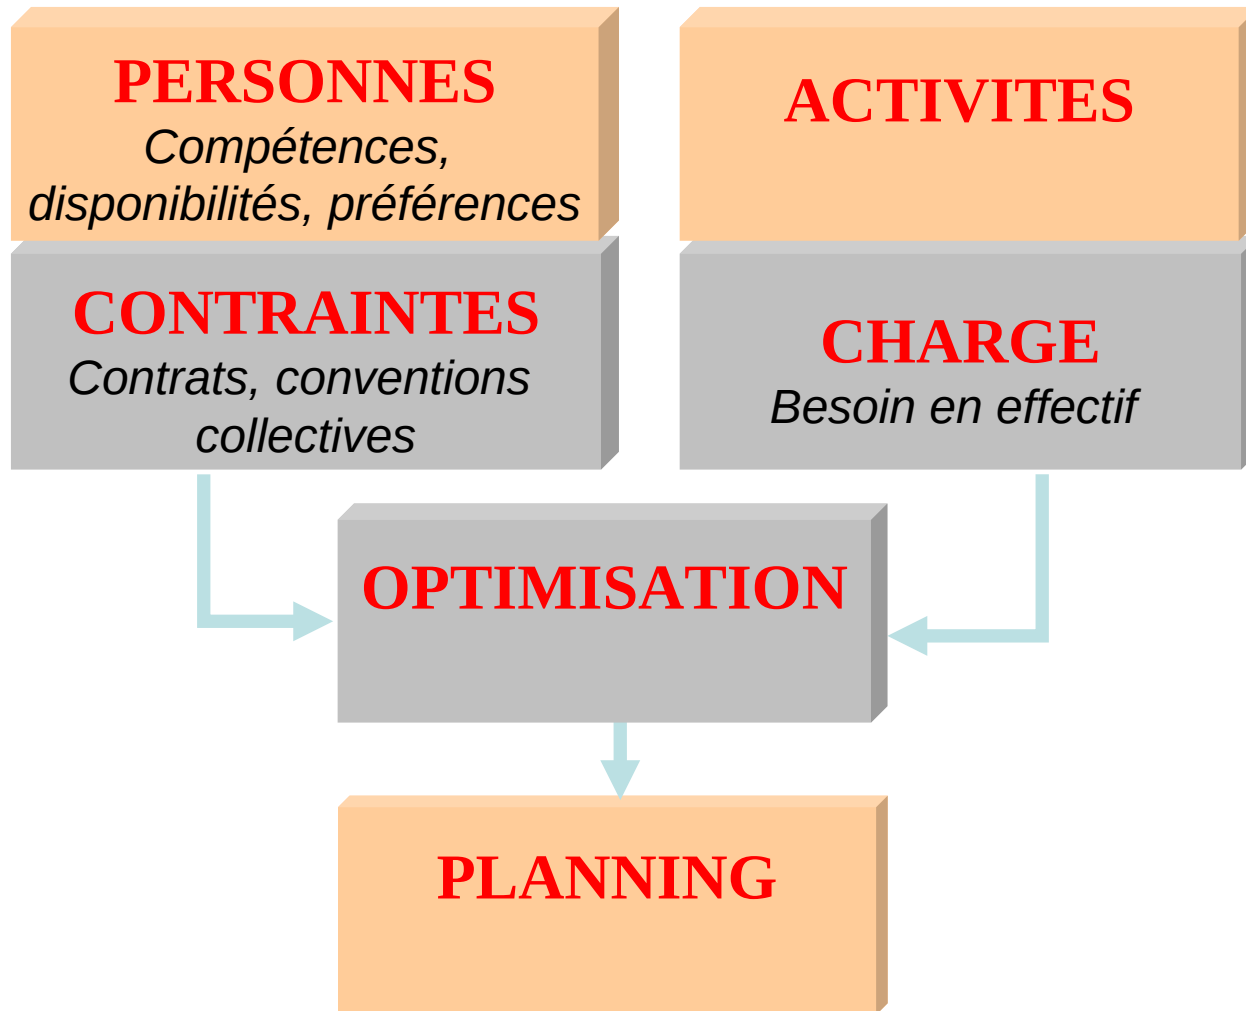 PERSONNES
Compétences,
disponibilités, préférences
CONTRAINTES
Contrats, conventions
collectives
ACTIVITES
CHARGE
Besoin en effectif
OPTIMISATION
PLANNING